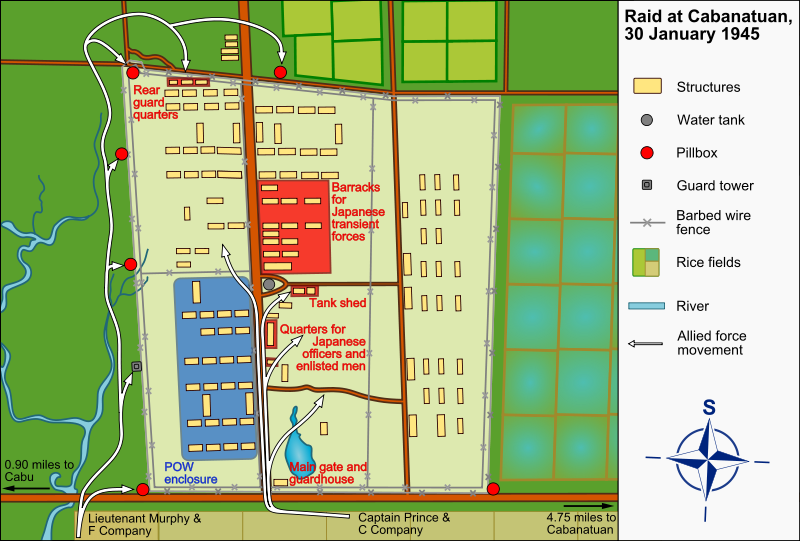 Raid at Cabanatuan,
30 January 1945
Structures
Water tank
Pillbox
Guard tower
Barbed wire
fence
Rice fields
River
Allied force
movement
S
Rear
guard
quarters
Barracks
for
Japanese
transient
forces
Tank shed
Quarters for
Japanese
officers and
enlisted men
POW
enclosure
Main gate and
guardhouse
0.90 miles to
Cabu
Lieutenant Murphy &
F Company
Captain Prince &
C Company
4.75 miles to
Cabanatuan